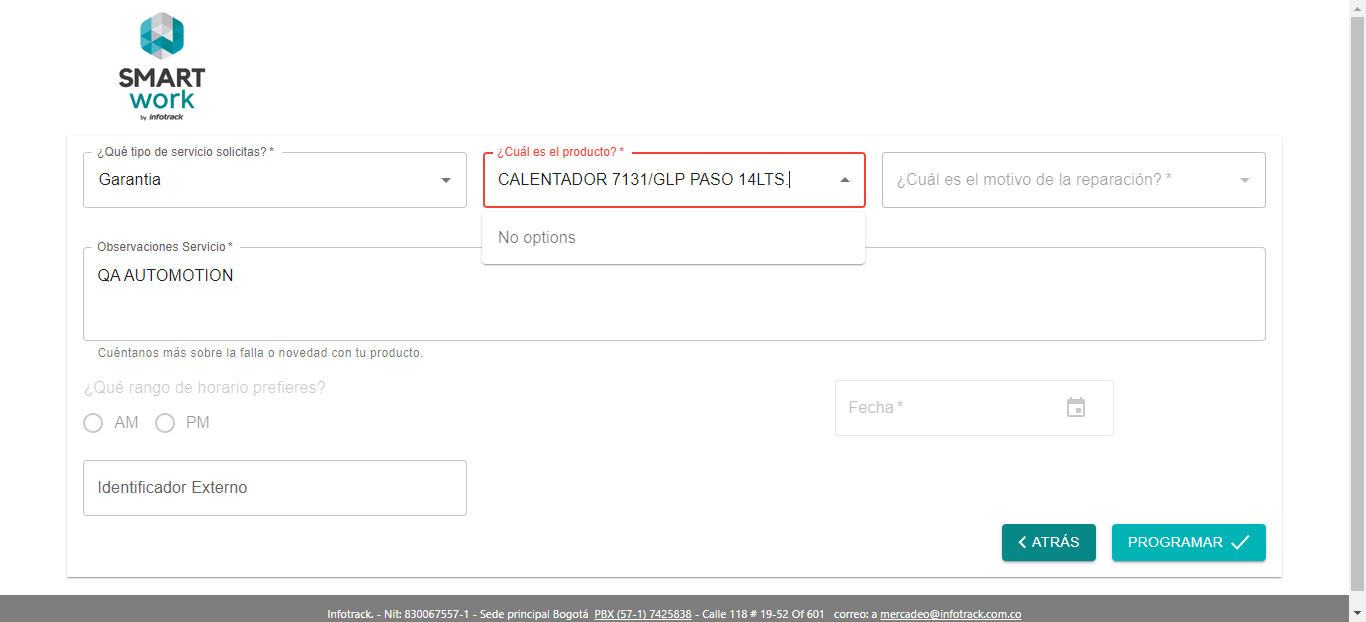 SMART
work
by infotrack
¿Qué tipo de servicio solicitas? *
Garantia
¿Cuál es el producto? *
CALENTADOR 7131/GLP PASO 14LTS.
¿Cuál es el motivo de la reparación? *
No options
Observaciones Servicio *
QA AUTOMOTION
Cuéntanos más sobre la falla o novedad con tu producto.
¿Qué rango de horario prefieres?
AM
PM
Fecha *
Identificador Externo
ATRÁS
PROGRAMAR
Infotrack. - Nit: 830067557-1 - Sede principal Bogotá PBX (57-1) 7425838 - Calle 118 # 19-52 Of 601 correo: a mercadeo@infotrack.com.co